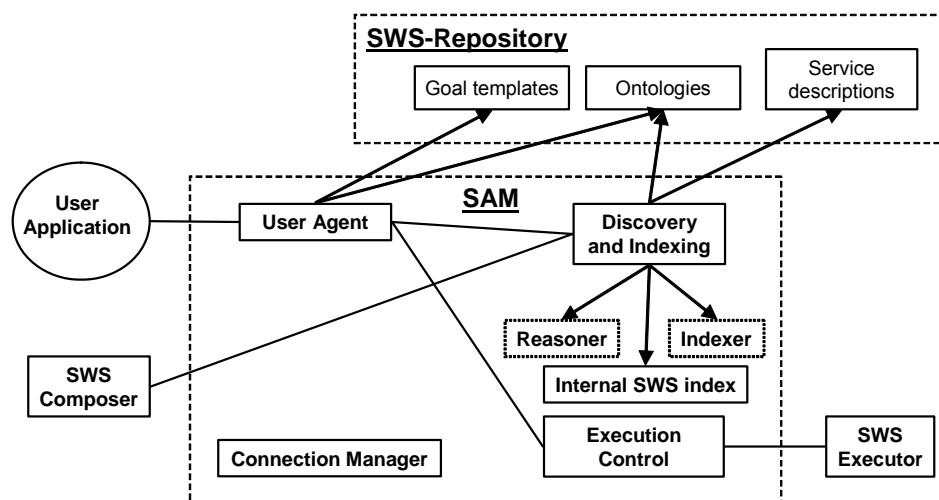 SWS-Repository
Goal templates
Ontologies
Service
descriptions
SAM
User
Application
User Agent
Discovery
and Indexing
Reasoner
Indexer
Internal SWS index
SWS
Composer
Connection Manager
Execution
Control
SWS
Executor